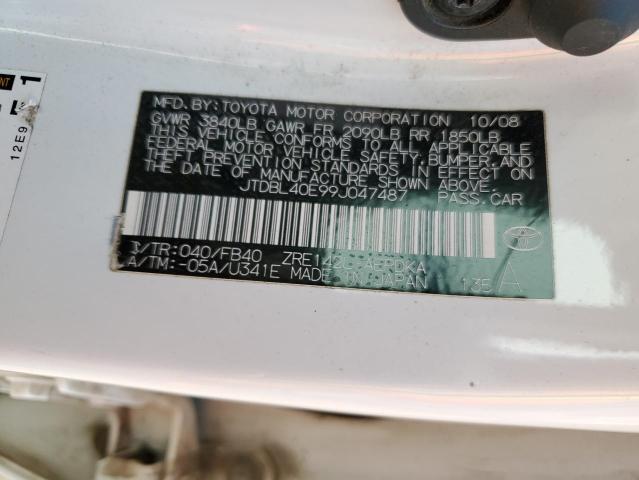 MFD. BY: TOYOTA MOTOR CORPORATION 10/08
GVWR 3840LB GAWR FR 2090LB RR 1850LB
THIS VEHICLE CONFORMS TO ALL APPLICABLE
FEDERAL MOTOR VEHICLE SAFETY, BUMPER, AND
THEFT PREVENTION STANDARDS IN EFFECT ON
THE DATE OF MANUFACTURE SHOWN ABOVE.
JTDBL40E99J047487 PASS. CAR
/TR: 040/FB40
A/TM: -05A/U341E MADE IN JAPAN 135 A
12E9